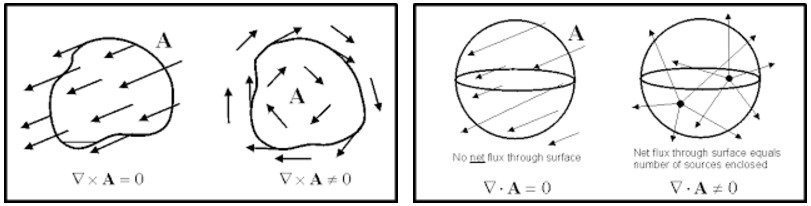 A
A
∇ × A = 0
∇ × A ≠ 0
A
No net flux through surface
Net flux through surface equals
number of sources enclosed
∇ · A = 0
∇ · A ≠ 0